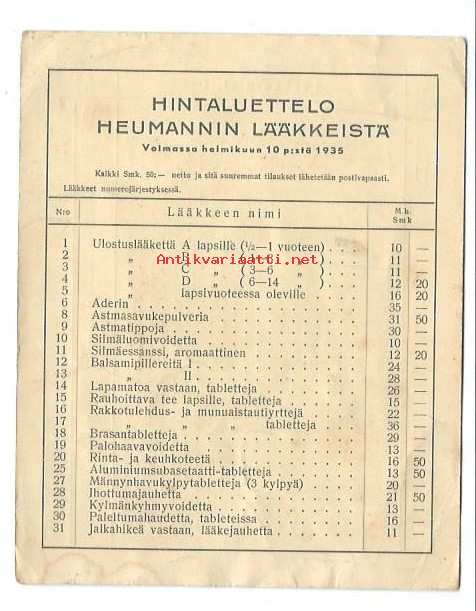 HINTALUETTELO
HEUMANNIN LÄÄKKEISTÄ
Voimassa helmikuun 10 p:stä 1935
Kaikki Smk. 50:— netto ja sitä suuremmat tilaukset lähetetään postivapaasti.
Lääkkeet numerojärjestyksessä.
N:o Lääkkeen nimi M.h. Smk
1 Ulostuslääkettä A lapsille (½—1 vuoteen) 10 —
2 „ B „ ( „ ) 11 —
3 „ C „ ( 3—6 „ ) 11 —
4 „ D „ ( 6—14 „ ) 12 20
5 „ lapsivuoteessa oleville 16 20
6 Aderin 35 —
8 Astmasavukepulveria 31 50
9 Astmatippoja 30 —
10 Silmäluomivoidetta 10 —
11 Silmäessänssi, aromaattinen 12 20
12 Balsamipillereitä I 24 —
13 „ II 28 —
14 Lapamatoa vastaan, tabletteja 26 —
15 Rauhoittava tee lapsille, tabletteja 15 —
16 Rakkotulehdus- ja munuaistautiyrttejä 22 —
17 „ „ „ tabletteja 36 —
18 Brasantabletteja 29 —
19 Palohaavavoidetta 13 —
20 Rinta- ja keuhkoteetä 16 50
25 Aluminiumsubasetaatti-tabletteja 13 50
27 Männynhavukylpytabletteja (3 kylpyä) 20 —
28 Ihottumajauhetta 21 50
29 Kylmänkyhmyvoidetta 13 —
30 Paleltumahaudetta, tableteissa 16 —
31 Jalkahikeä vastaan, lääkejauhetta 11 —
Antikvariaatti.net